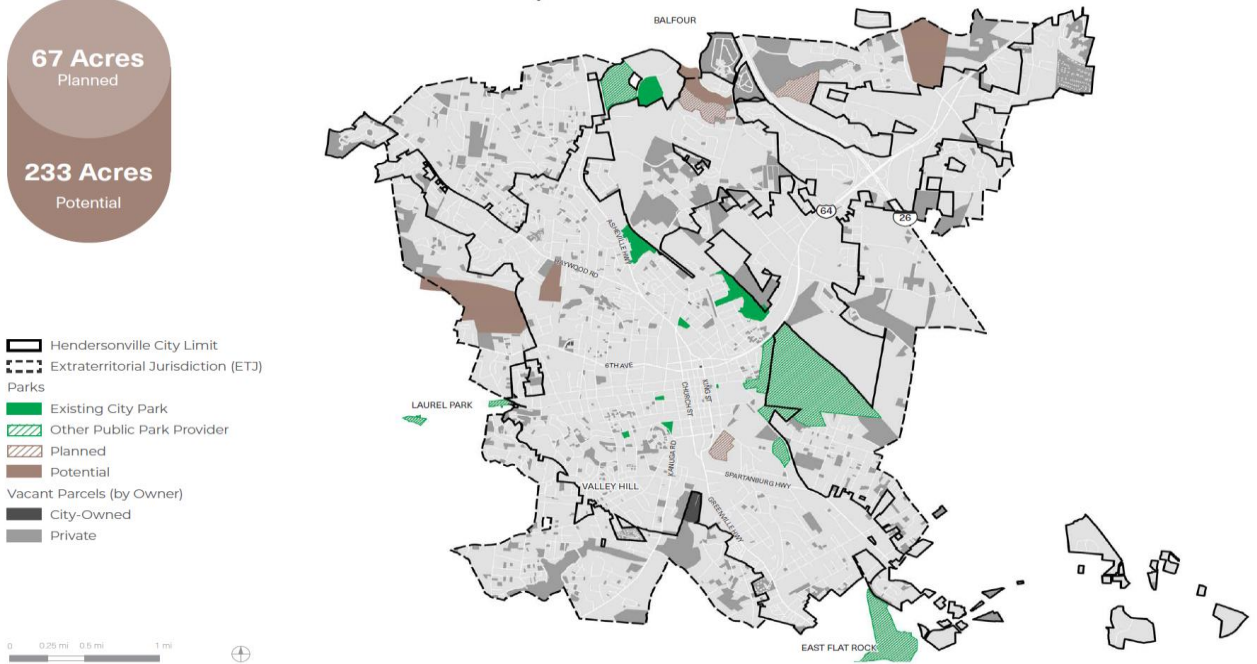 67 Acres
Planned
233 Acres
Potential
Hendersonville City Limit
Extraterritorial Jurisdiction (ETJ)
Parks
Existing City Park
Other Public Park Provider
Planned
Potential
Vacant Parcels (by Owner)
City-Owned
Private
0 0.25 mi 0.5 mi 1 mi
BALFOUR
64
26
ASHEVILLE HWY
HAYWOOD RD
6TH AVE
LAUREL PARK
CHURCH ST
KING ST
KANUGA RD
VALLEY HILL
SPARTANBURG HWY
GREENVILLE HWY
EAST FLAT ROCK